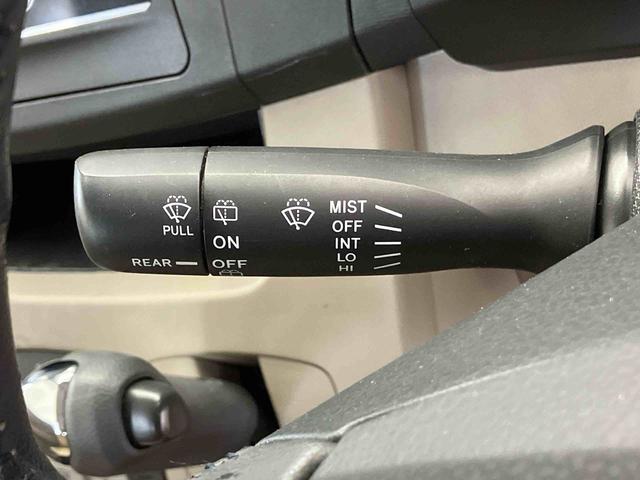 PULL
REAR
ON
OFF
MIST
OFF
INT
LO
HI